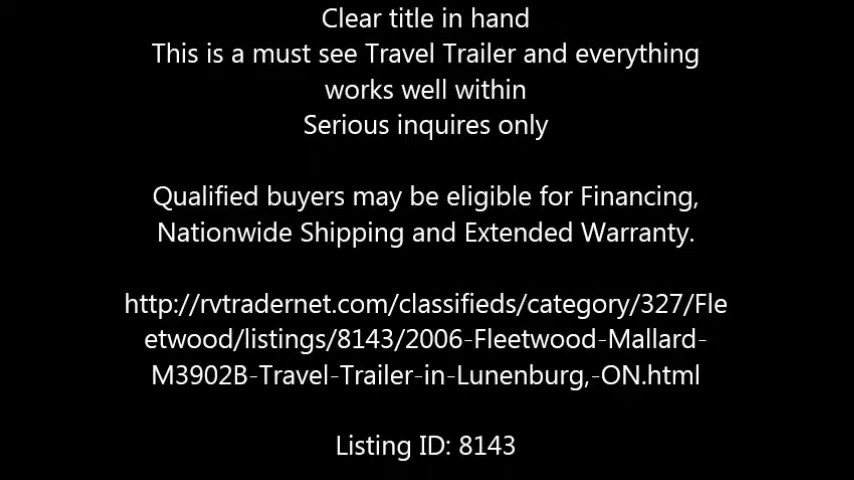 Clear title in hand
This is a must see Travel Trailer and everything
works well within
Serious inquires only
Qualified buyers may be eligible for Financing,
Nationwide Shipping and Extended Warranty.
http://rvtradernet.com/classifieds/category/327/Fle
etwood/listings/8143/2006-Fleetwood-Mallard-
M3902B-Travel-Trailer-in-Lunenburg,-ON.html
Listing ID: 8143